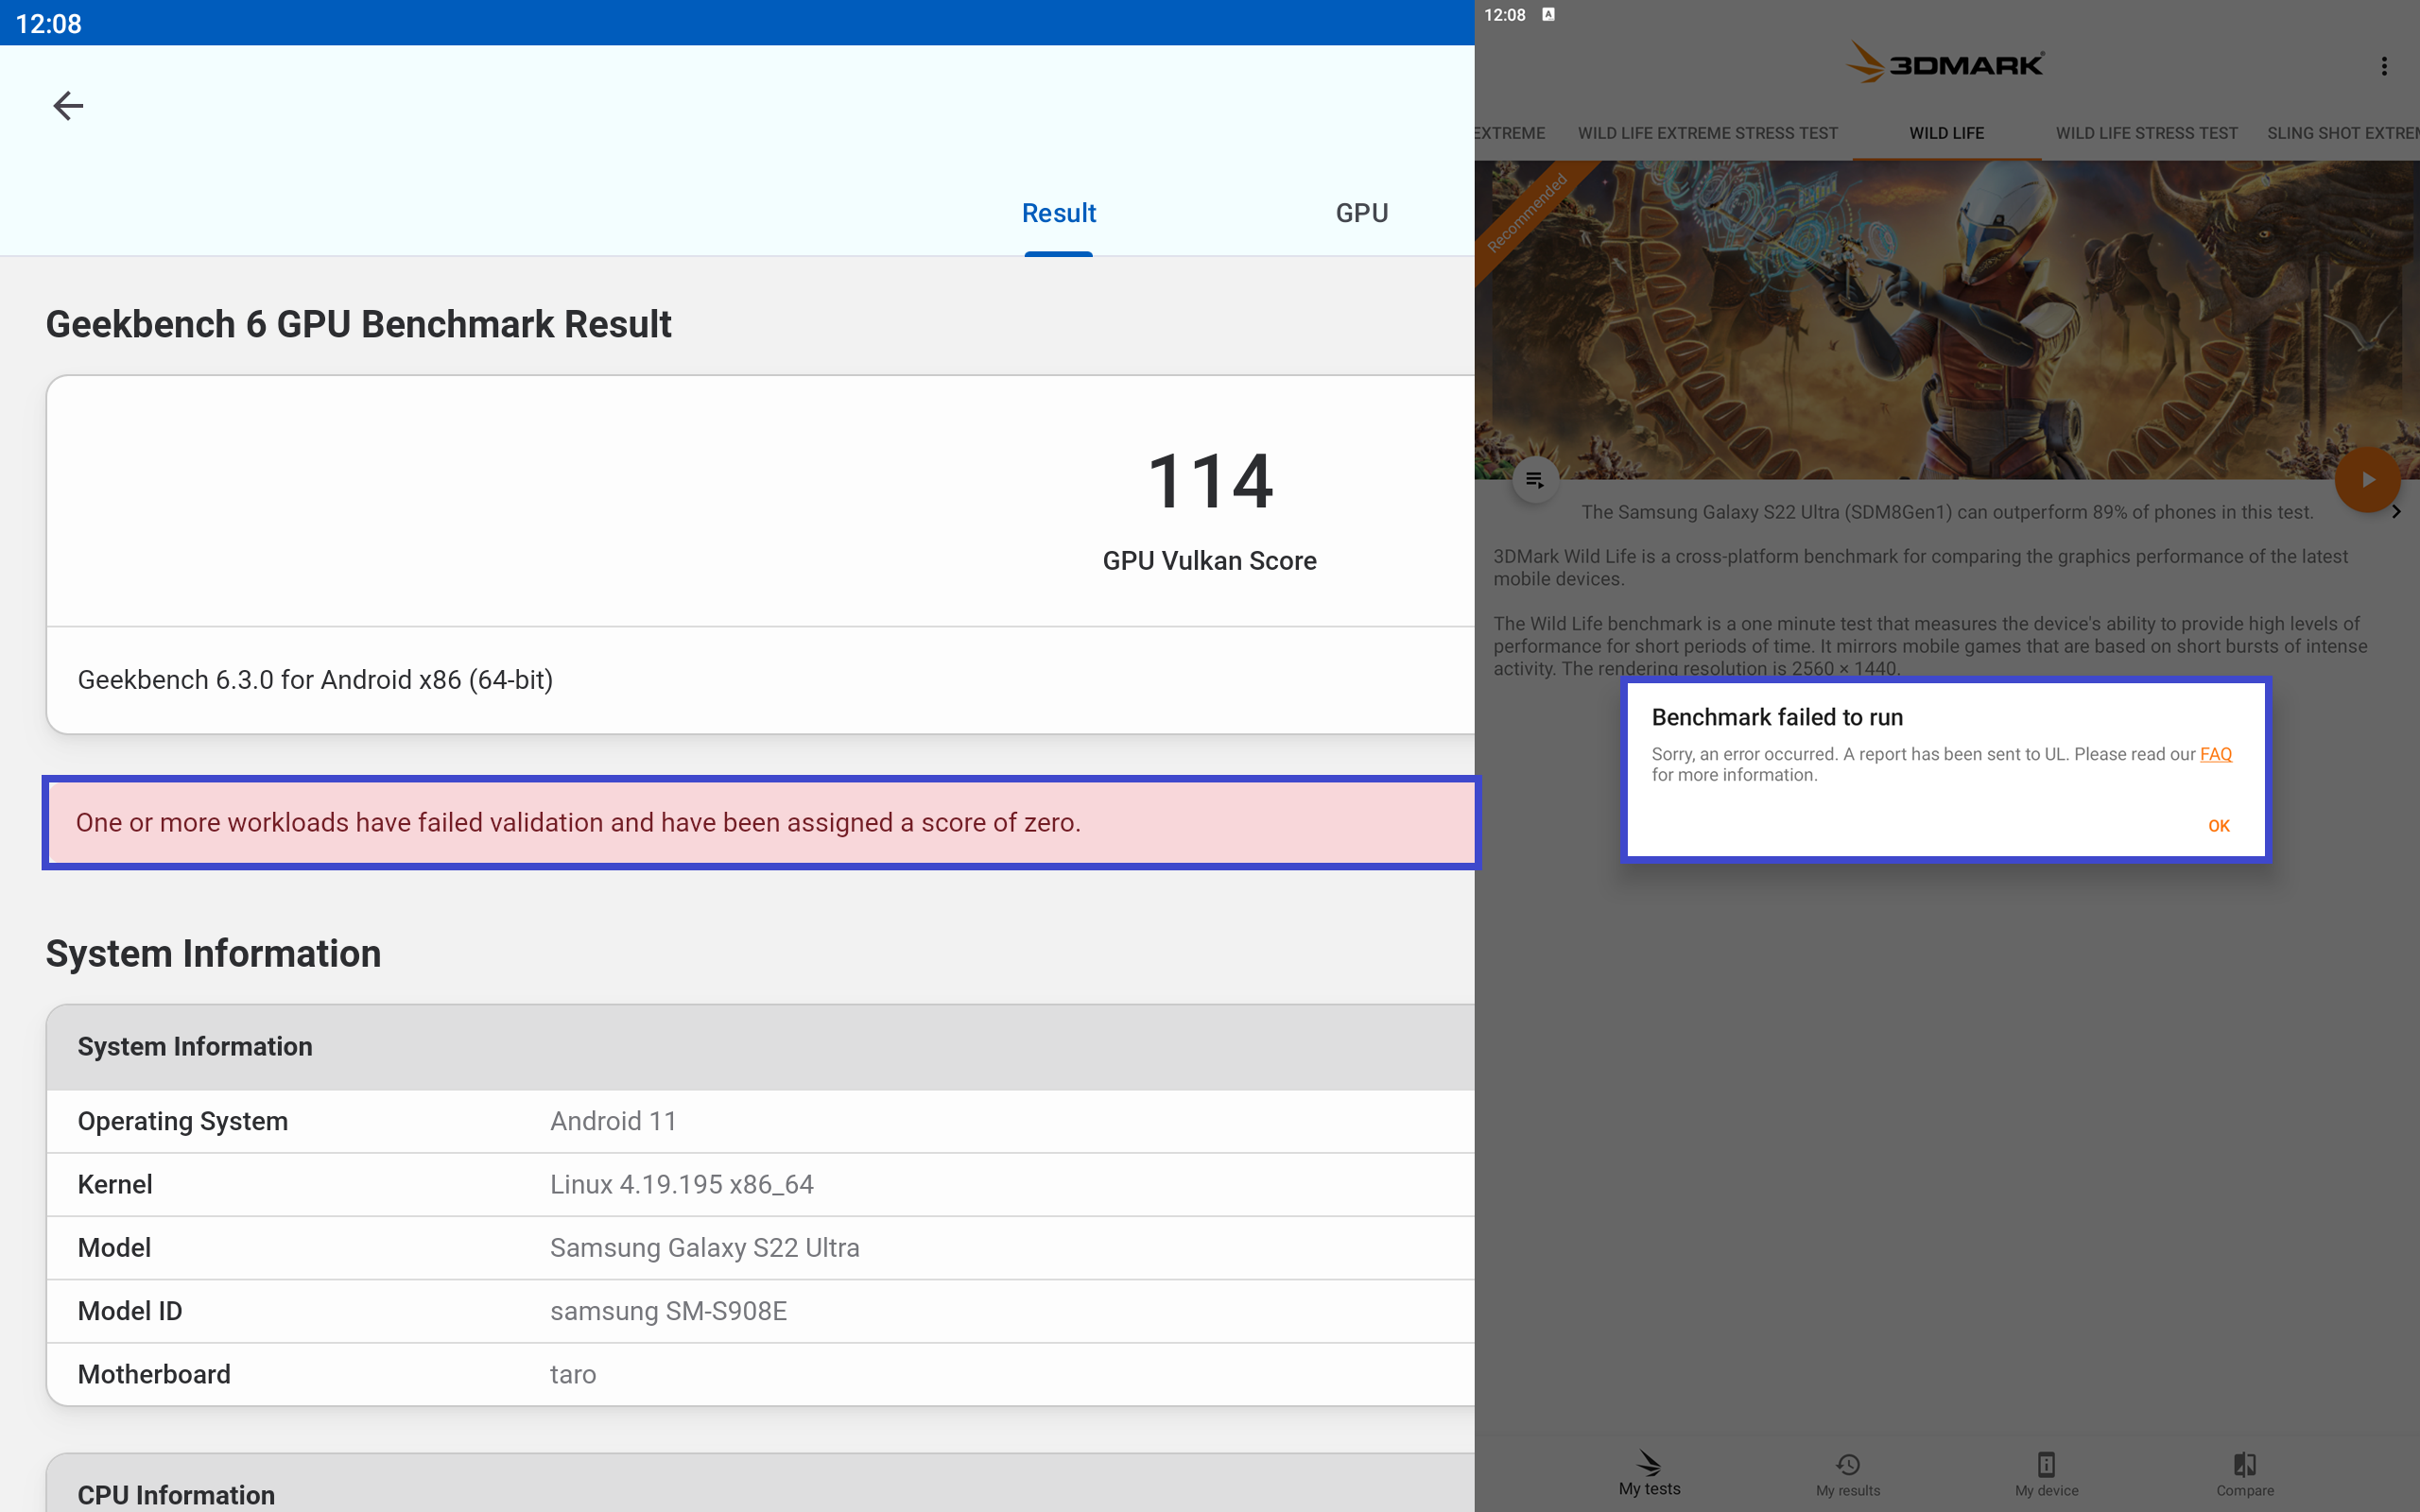 12:08
Result
GPU
Geekbench 6 GPU Benchmark Result
114
GPU Vulkan Score
Geekbench 6.3.0 for Android x86 (64-bit)
One or more workloads have failed validation and have been assigned a score of zero.
System Information
System Information
Operating System Android 11
Kernel Linux 4.19.195 x86_64
Model Samsung Galaxy S22 Ultra
Model ID samsung SM-S908E
Motherboard taro
CPU Information
12:08 A
3DMARK
EXTREME WILD LIFE EXTREME STRESS TEST WILD LIFE WILD LIFE STRESS TEST SLING SHOT EXTREM
Recommended
The Samsung Galaxy S22 Ultra (SDM8Gen1) can outperform 89% of phones in this test.
3DMark Wild Life is a cross-platform benchmark for comparing the graphics performance of the latest
mobile devices.
The Wild Life benchmark is a one minute test that measures the device's ability to provide high levels of
performance for short periods of time. It mirrors mobile games that are based on short bursts of intense
activity. The rendering resolution is 2560 × 1440.
Benchmark failed to run
Sorry, an error occurred. A report has been sent to UL. Please read our FAQ
for more information.
OK
My tests
My results
My device
Compare